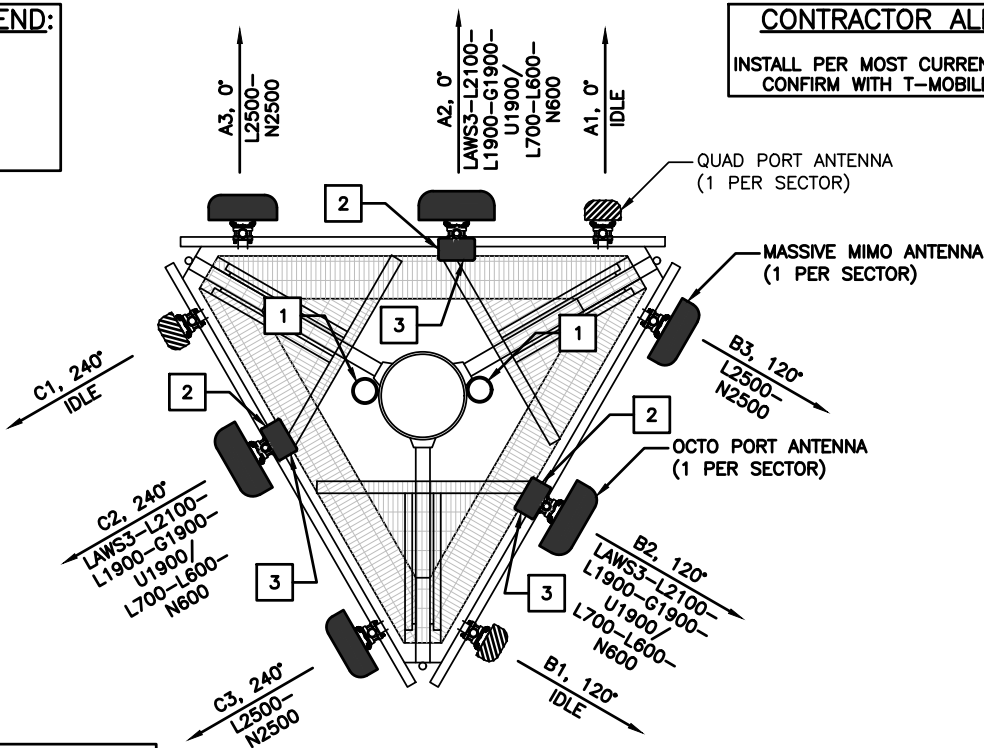 END:
CONTRACTOR
INSTALL PER MOST CURREN
CONFIRM WITH T-MOBILE
A3, 0°
L2500-
N2500
A2, 0°
LAWS3-L2100-
L1900-G1900-
U1900/
L700-L600-
N600
A1, 0°
IDLE
QUAD PORT ANTENNA
(1 PER SECTOR)
2
MASSIVE MIMO ANTENNA
(1 PER SECTOR)
1
3
1
B3, 120°
L2500-
N2500
C1, 240°
IDLE
2
2
OCTO PORT ANTENNA
(1 PER SECTOR)
C2, 240°
LAWS3-L2100-
L1900-G1900-
U1900/
L700-L600-
N600
3
3
B2, 120°
LAWS3-L2100-
L1900-G1900-
U1900/
L700-L600-
N600
C3, 240°
L2500-
N2500
B1, 120°
IDLE